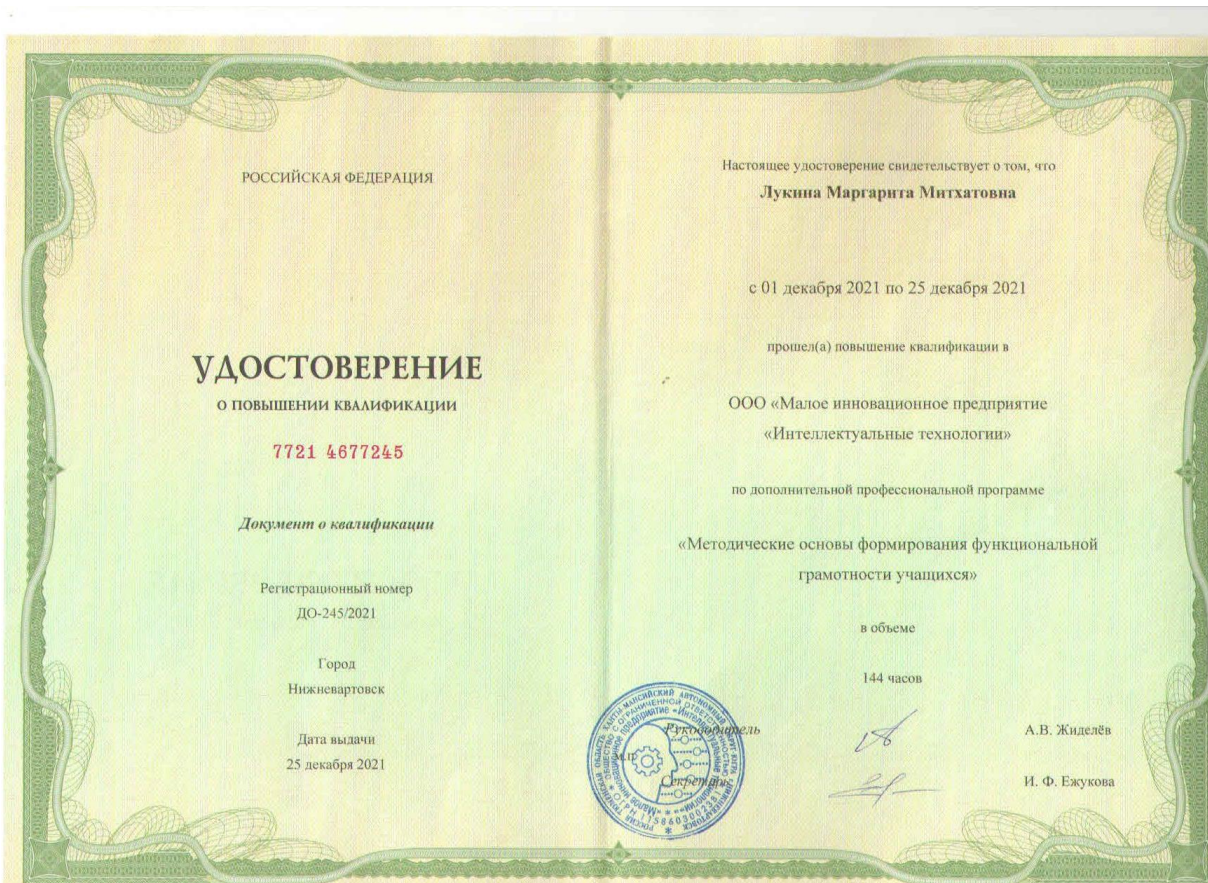 РОССИЙСКАЯ ФЕДЕРАЦИЯ
УДОСТОВЕРЕНИЕ
О ПОВЫШЕНИИ КВАЛИФИКАЦИИ
7721 4677245
Документ о квалификации
Регистрационный номер
ДО-245/2021
Город
Нижневартовск
Дата выдачи
25 декабря 2021
Настоящее удостоверение свидетельствует о том, что
Лукина Маргарита Митхатовна
с 01 декабря 2021 по 25 декабря 2021
прошел(а) повышение квалификации в
ООО «Малое инновационное предприятие
«Интеллектуальные технологии»
по дополнительной профессиональной программе
«Методические основы формирования функциональной
грамотности учащихся»
в объеме
144 часов
Руководитель
А.В. Жиделёв
М.П.
Секретарь
И. Ф. Ежукова